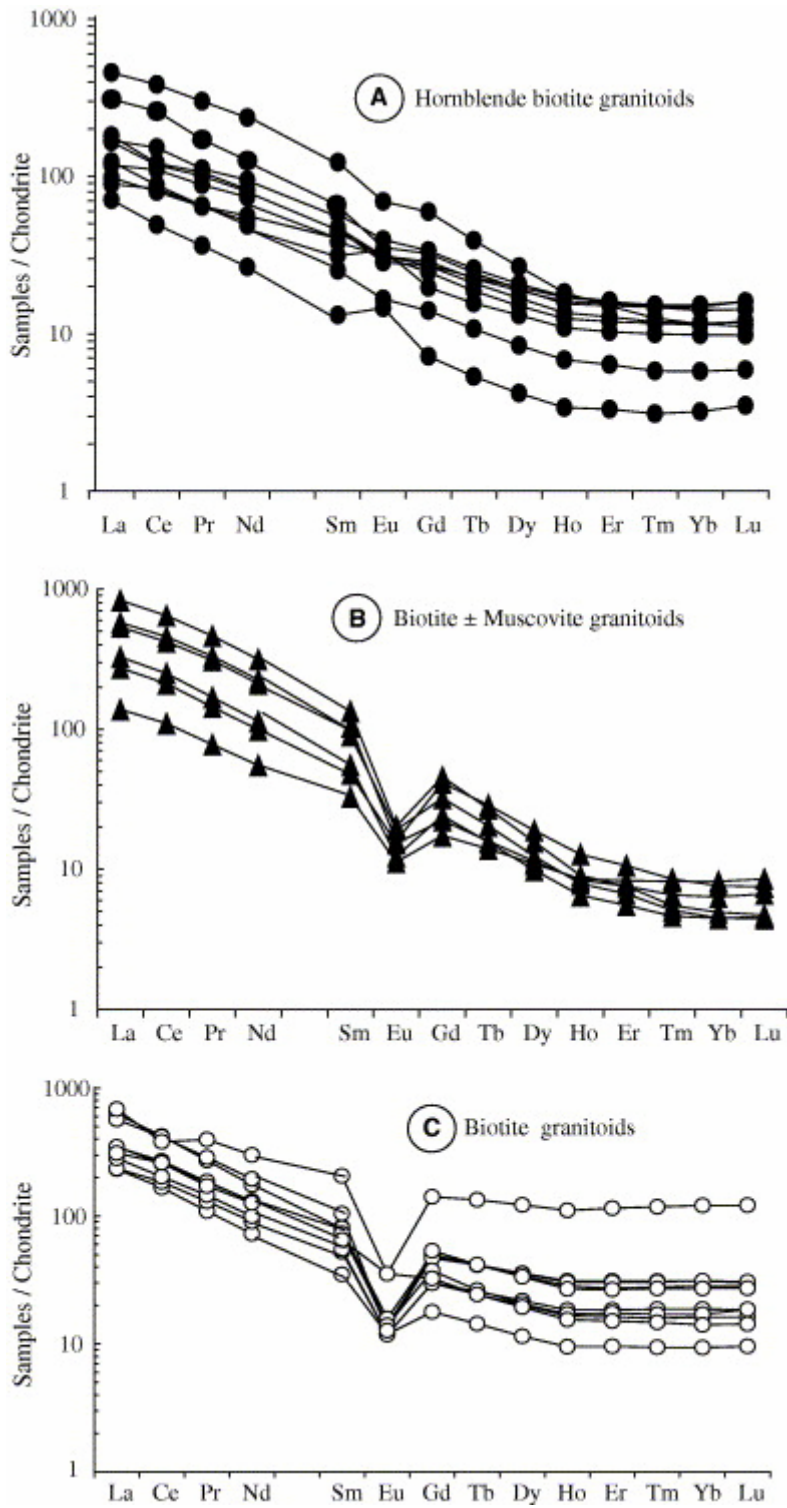 1000
A Hornblende biotite granitoids
100
Samples / Chondrite
10
1
La Ce Pr Nd Sm Eu Gd Tb Dy Ho Er Tm Yb Lu
1000
B Biotite ± Muscovite granitoids
100
Samples / Chondrite
10
1
La Ce Pr Nd Sm Eu Gd Tb Dy Ho Er Tm Yb Lu
1000
C Biotite granitoids
100
Samples / Chondrite
10
1
La Ce Pr Nd Sm Eu Gd Tb Dy Ho Er Tm Yb Lu